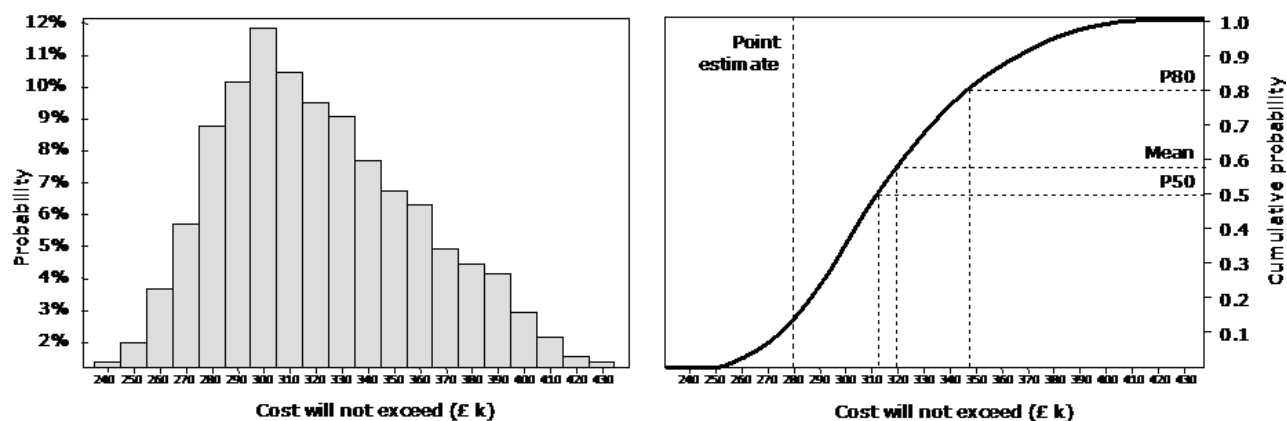 12%
11%
10%
9%
8%
7%
6%
5%
4%
3%
2%
Probability
240 250 260 270 280 290 300 310 320 330 340 350 360 370 380 390 400 410 420 430
Cost will not exceed (£ k)
Point
estimate
P80
Mean
P50
1.0
0.9
0.8
0.7
0.6
0.5
0.4
0.3
0.2
0.1
Cumulative probability
240 250 260 270 280 290 300 310 320 330 340 350 360 370 380 390 400 410 420 430
Cost will not exceed (£ k)